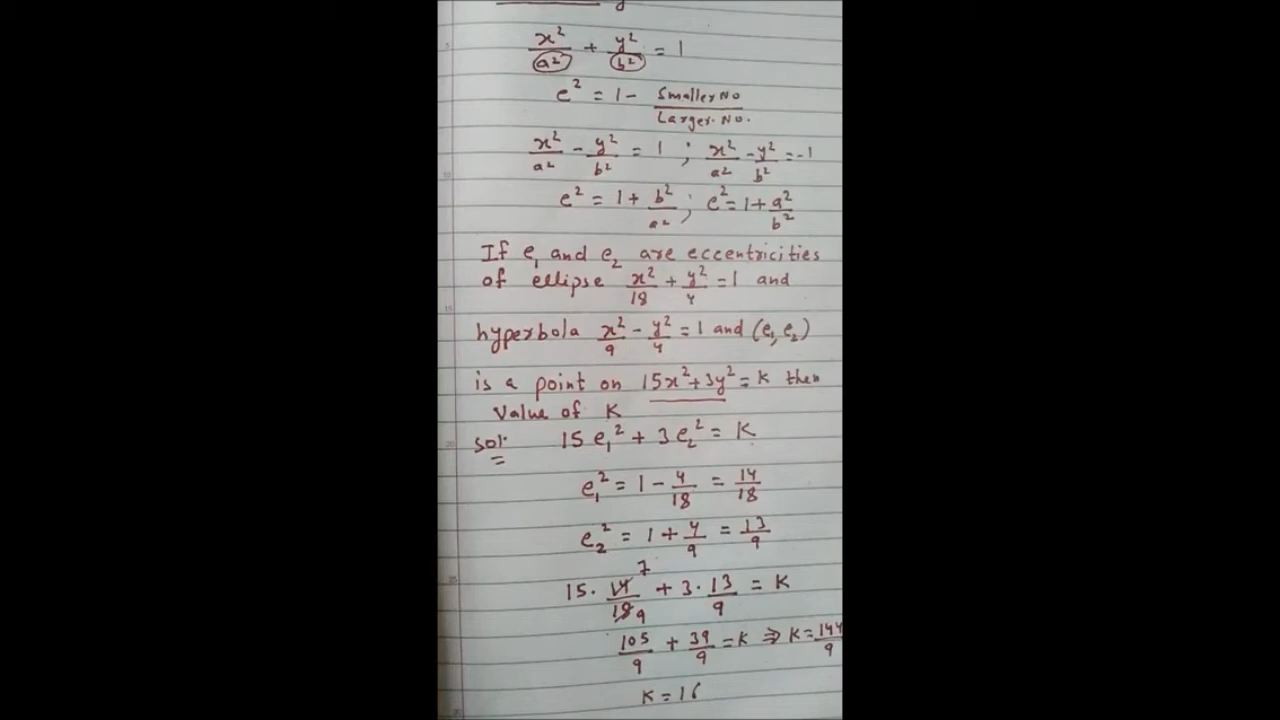 x²/a² + y²/b² = 1
e² = 1 - Smaller No / Larger. No.
x²/a² - y²/b² = 1 ; x²/a² - y²/b² = -1
e² = 1 + b²/a² ; e² = 1 + a²/b²
If e₁ and e₂ are eccentricities
of ellipse x²/18 + y²/4 = 1 and
hyperbola x²/9 - y²/4 = 1 and (e₁, e₂)
is a point on 15x² + 3y² = K then
Value of K
Sol. 15e₁² + 3e₂² = K
e₁² = 1 - 4/18 = 14/18
e₂² = 1 + 4/9 = 13/9
7
15 . 14/18 9 + 3 . 13/9 = K
105/9 + 39/9 = K ⇒ K = 144/9
K = 16